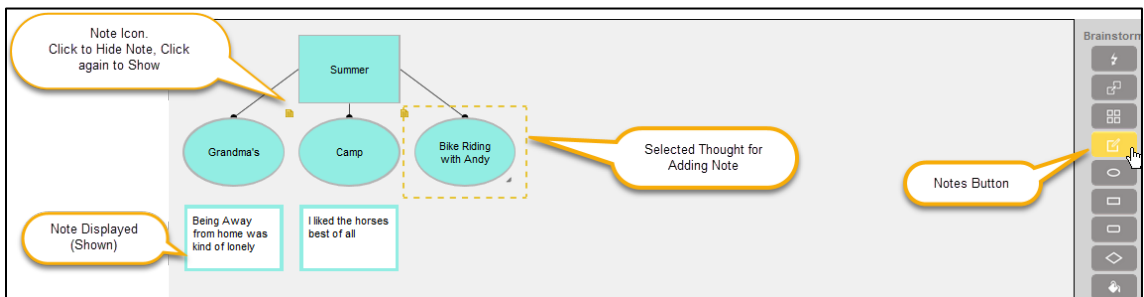 Note Icon.
Click to Hide Note, Click
again to Show
Summer
Brainstorm
Grandma's
Camp
Bike Riding
with Andy
Selected Thought for
Adding Note
Notes Button
Note Displayed
(Shown)
Being Away
from home was
kind of lonely
I liked the horses
best of all